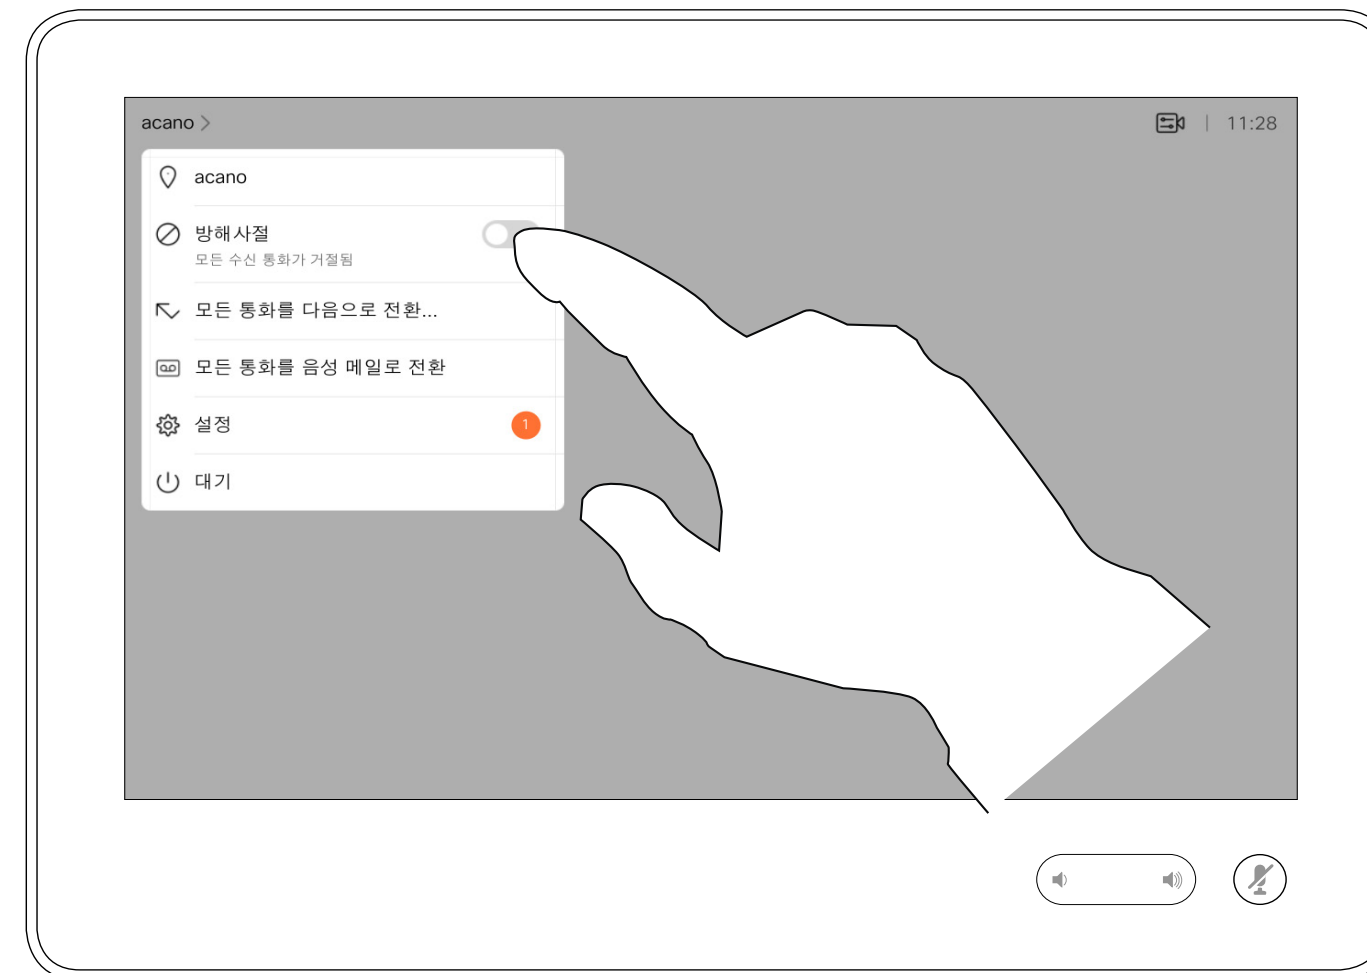 acano >
11:28
acano
방해사절
모든 수신 통화가 거절됨
모든 통화를 다음으로 전환...
모든 통화를 음성 메일로 전환
설정
1
대기